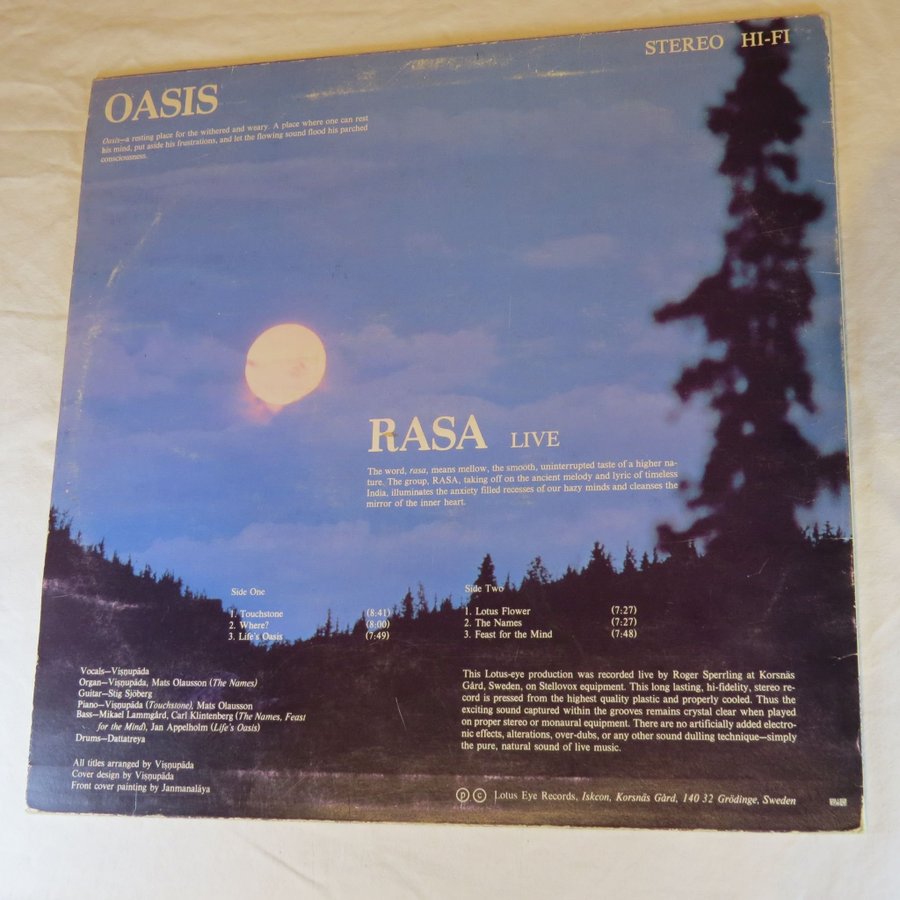 STEREO HI-FI
OASIS
Oasis—a resting place for the withered and weary. A place where one can rest
his mind, put aside his frustrations, and let the flowing sound flood his parched
consciousness.
RASA LIVE
The word, rasa, means mellow, the smooth, uninterrupted taste of a higher na-
ture. The group, RASA, taking off on the ancient melody and lyric of timeless
India, illuminates the anxiety filled recesses of our hazy minds and cleanses the
mirror of the inner heart.
Side One
1. Touchstone (8:41)
2. Where? (8:00)
3. Life's Oasis (7:49)
Side Two
1. Lotus Flower (7:27)
2. The Names (7:27)
3. Feast for the Mind (7:48)
Vocals—Viṣṇupāda
Organ—Viṣṇupāda, Mats Olausson (The Names)
Guitar—Stig Sjöberg
Piano—Viṣṇupāda (Touchstone), Mats Olausson
Bass—Mikael Lammgård, Carl Klintenberg (The Names, Feast
for the Mind), Jan Appelholm (Life's Oasis)
Drums—Dattatreya
All titles arranged by Viṣṇupāda
Cover design by Viṣṇupāda
Front cover painting by Janmanalāya
This Lotus-eye production was recorded live by Roger Sperrling at Korsnäs
Gård, Sweden, on Stellovox equipment. This long lasting, hi-fidelity, stereo re-
cord is pressed from the highest quality plastic and properly cooled. Thus the
exciting sound captured within the grooves remains crystal clear when played
on proper stereo or monaural equipment. There are no artificially added electro-
nic effects, alterations, over-dubs, or any other sound dulling technique—simply
the pure, natural sound of live music.
Ⓟ © Lotus Eye Records, Iskcon, Korsnäs Gård, 140 32 Grödinge, Sweden